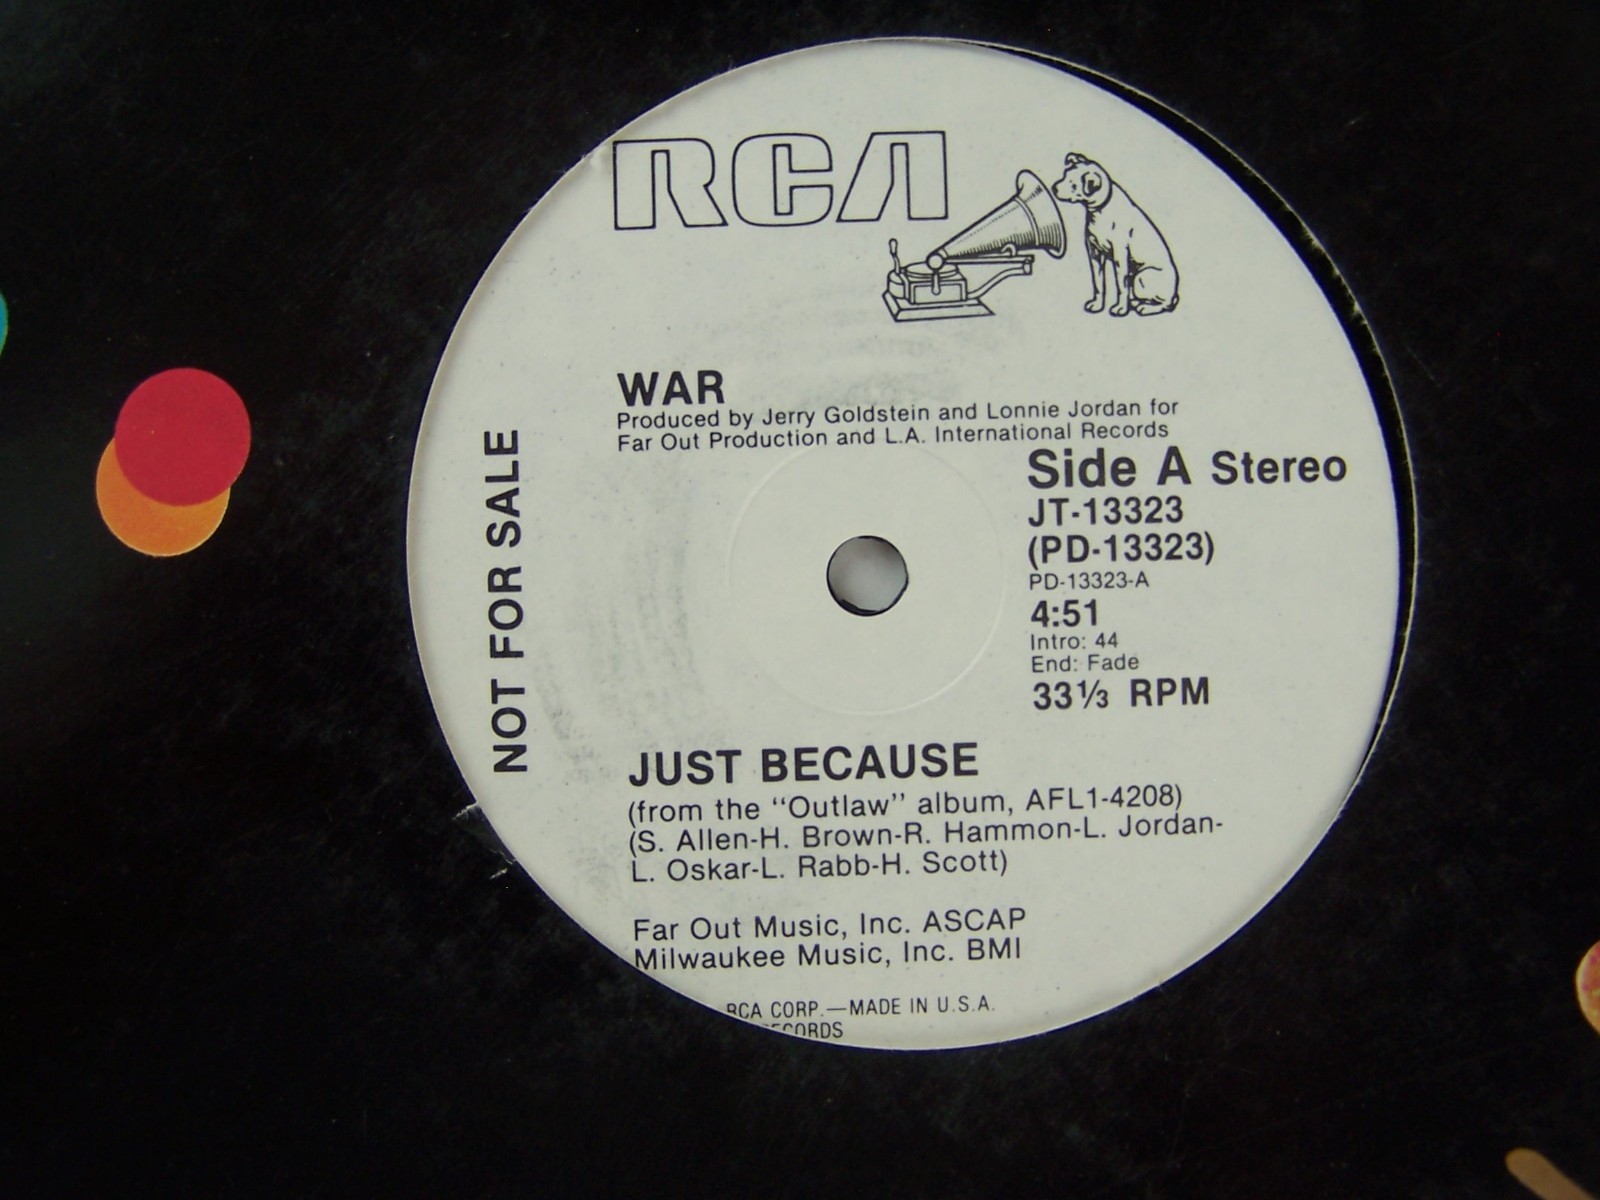 RCA
WAR
Produced by Jerry Goldstein and Lonnie Jordan for
Far Out Production and L.A. International Records
Side A Stereo
JT-13323
(PD-13323)
PD-13323-A
4:51
Intro: 44
End: Fade
33⅓ RPM
NOT FOR SALE
JUST BECAUSE
(from the "Outlaw" album, AFL1-4208)
(S. Allen-H. Brown-R. Hammon-L. Jordan-
L. Oskar-L. Rabb-H. Scott)
Far Out Music, Inc. ASCAP
Milwaukee Music, Inc. BMI
RCA CORP.—MADE IN U.S.A.